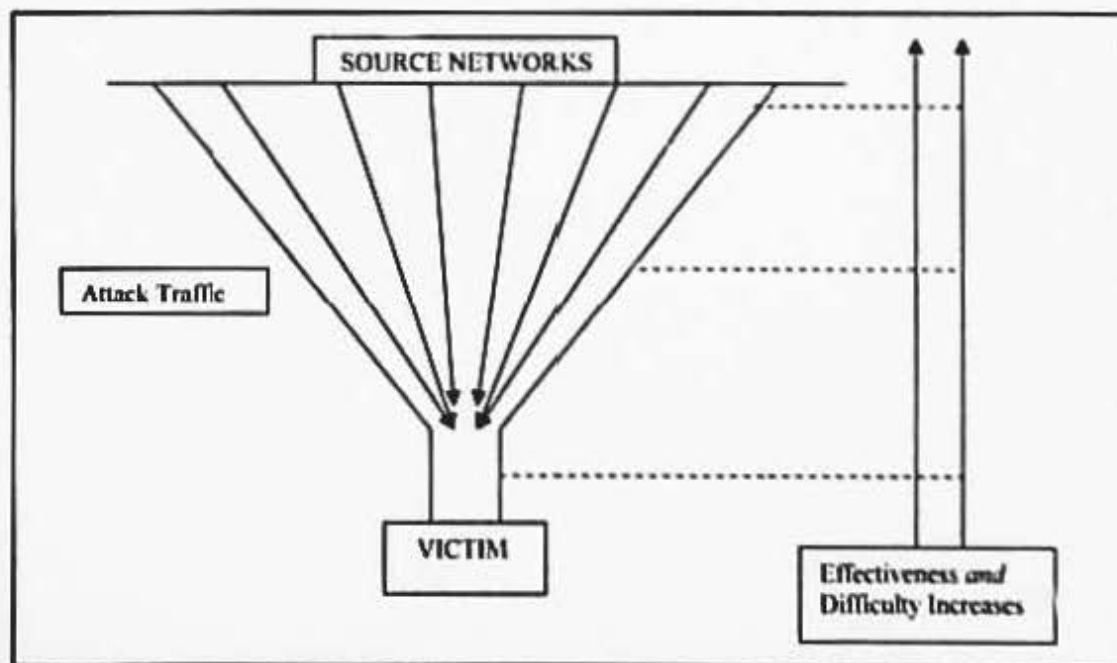 SOURCE NETWORKS
Attack Traffic
VICTIM
Effectiveness and
Difficulty Increases